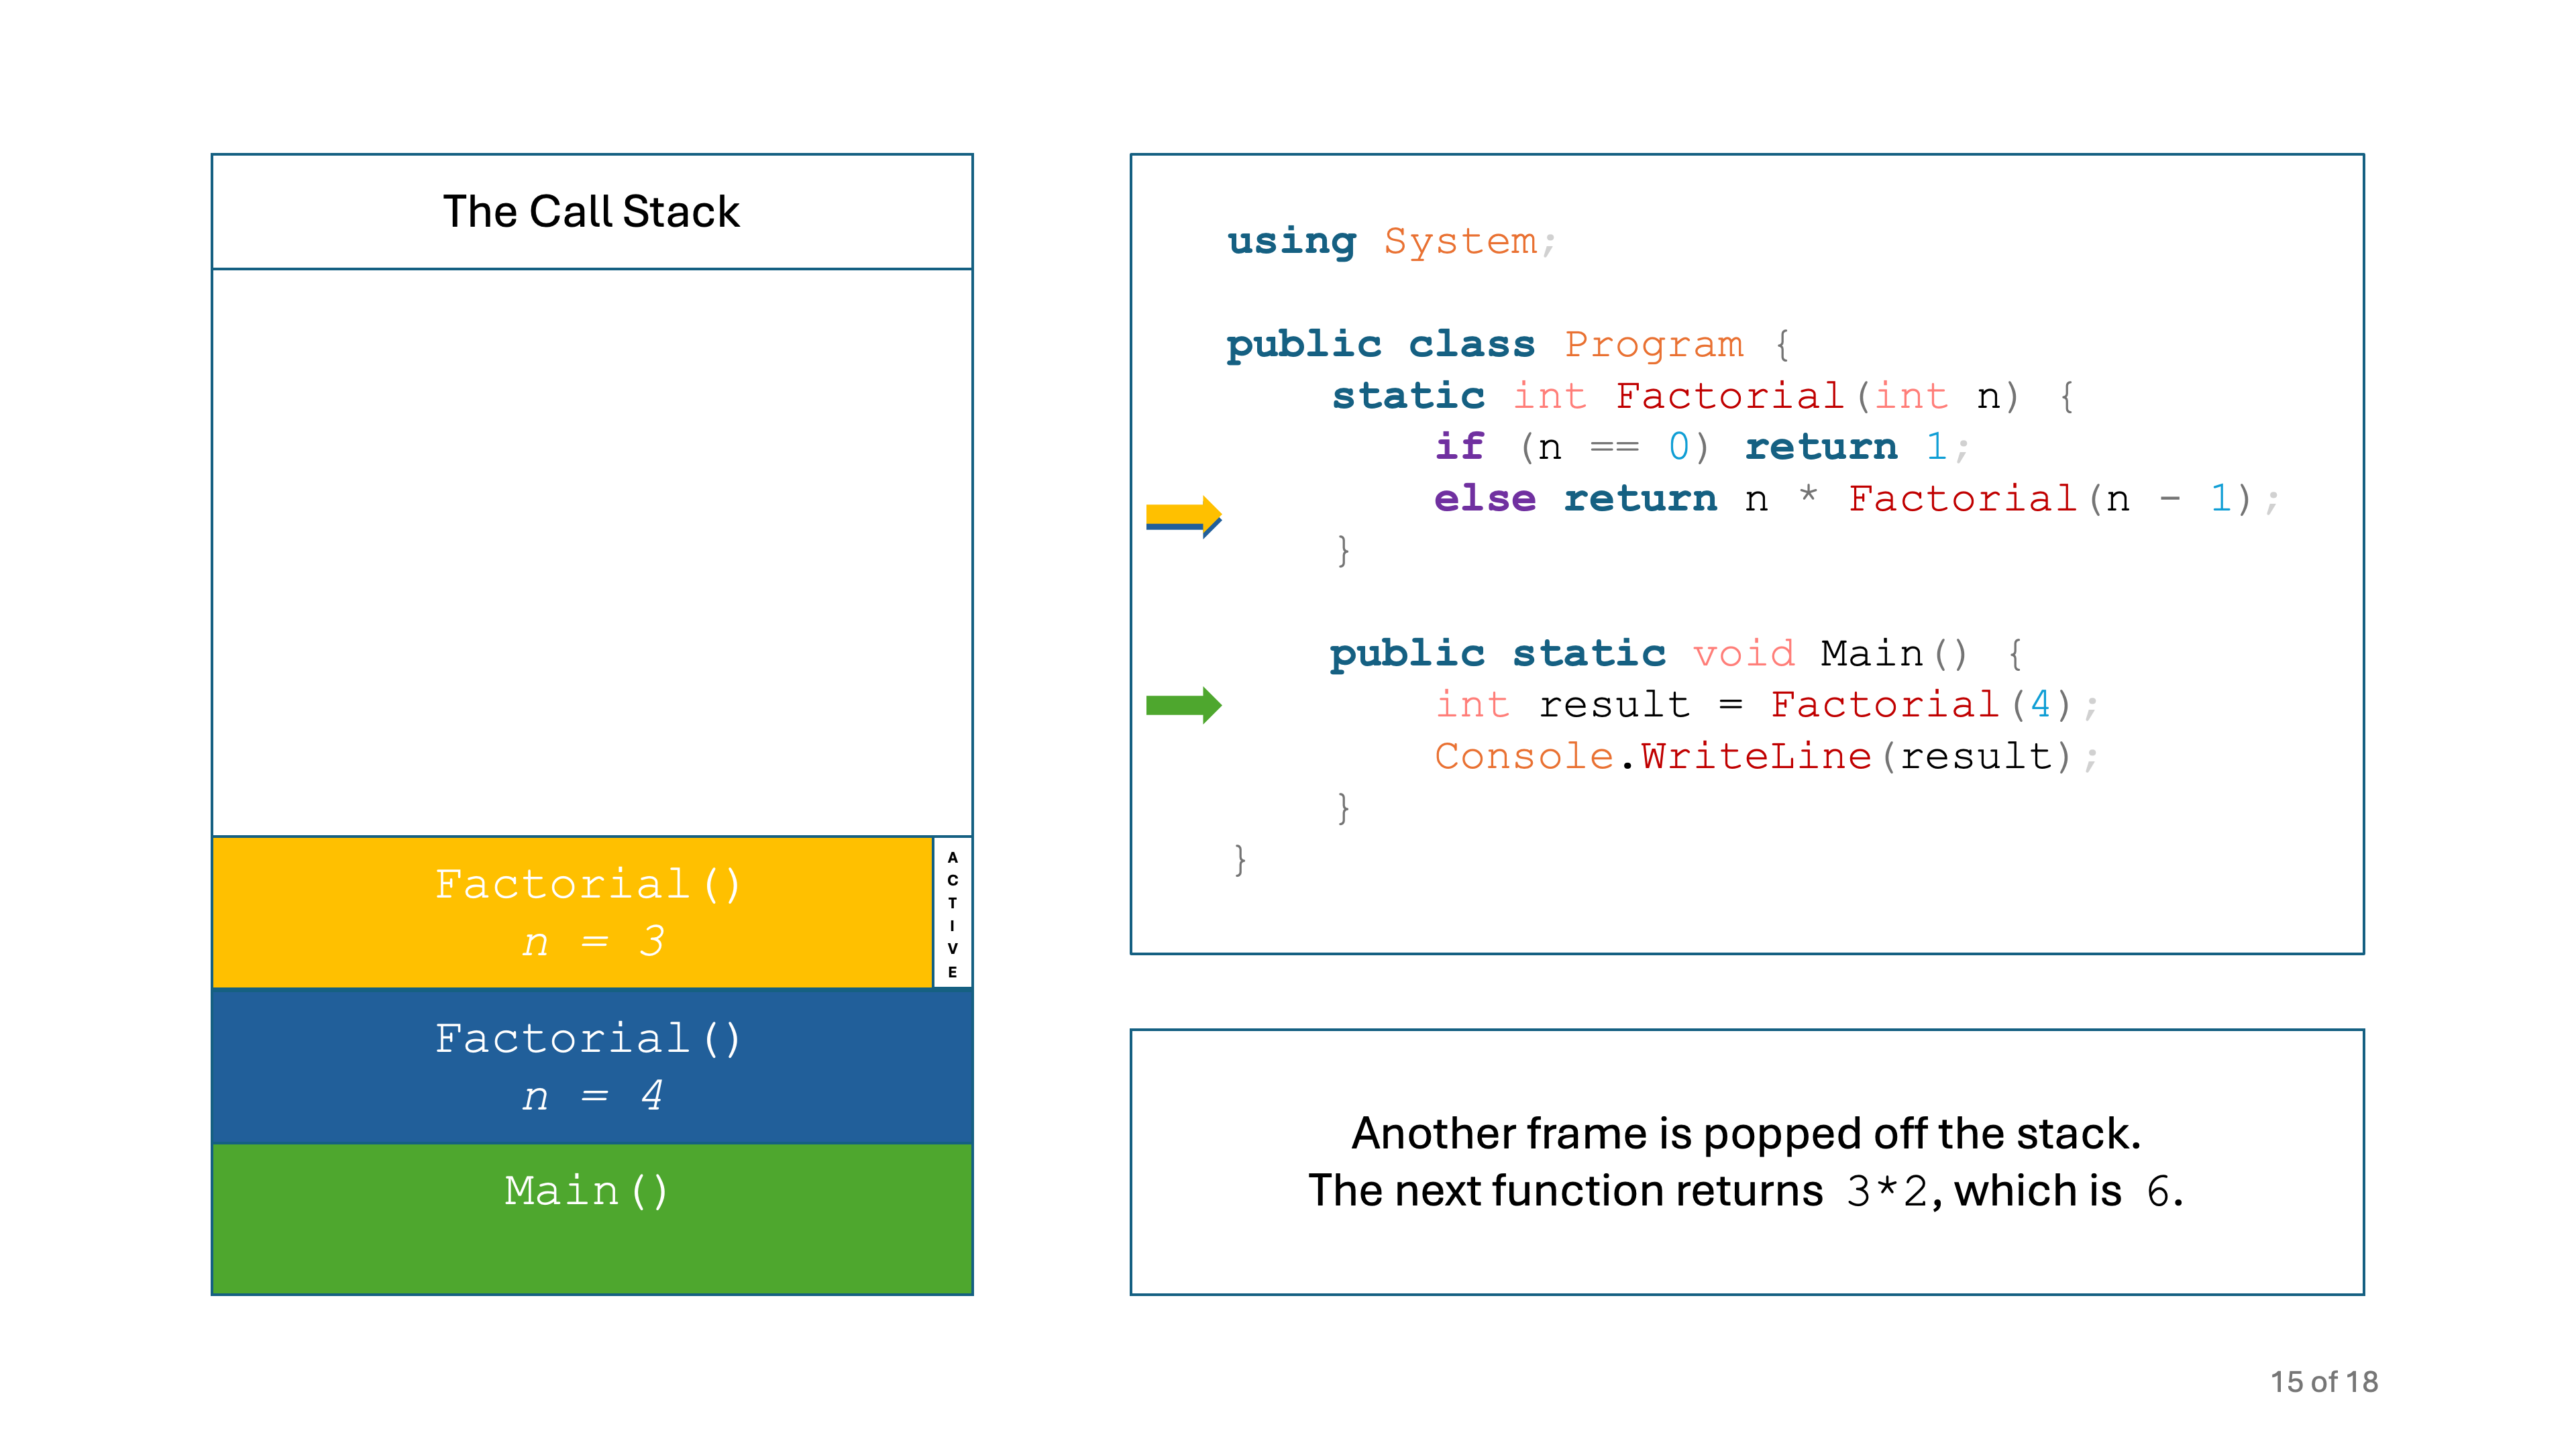 The Call Stack
Factorial()
n = 3
ACTIVE
Factorial()
n = 4
Main()
using System;
public class Program {
static int Factorial(int n) {
if (n == 0) return 1;
else return n * Factorial(n - 1);
}
public static void Main() {
int result = Factorial(4);
Console.WriteLine(result);
}
}
Another frame is popped off the stack.
The next function returns 3*2, which is 6.
15 of 18